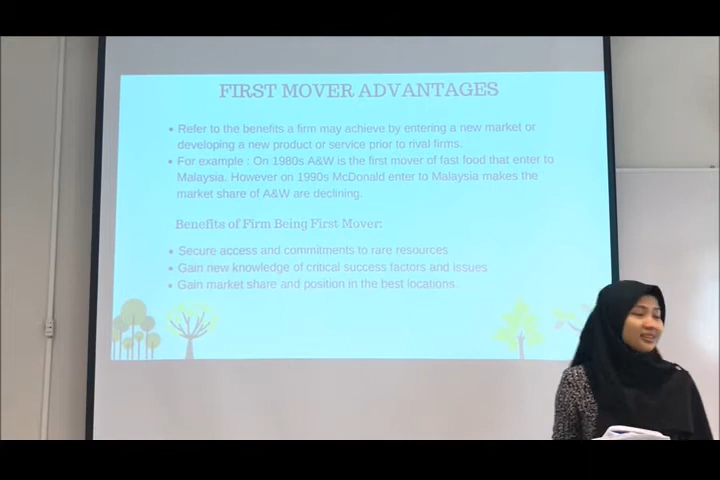 FIRST MOVER ADVANTAGES
• Refer to the benefits a firm may achieve by entering a new market or
developing a new product or service prior to rival firms.
• For example : On 1980s A&W is the first mover of fast food that enter to
Malaysia. However on 1990s McDonald enter to Malaysia makes the
market share of A&W are declining.
Benefits of Firm Being First Mover:
• Secure access and commitments to rare resources
• Gain new knowledge of critical success factors and issues
• Gain market share and position in the best locations.